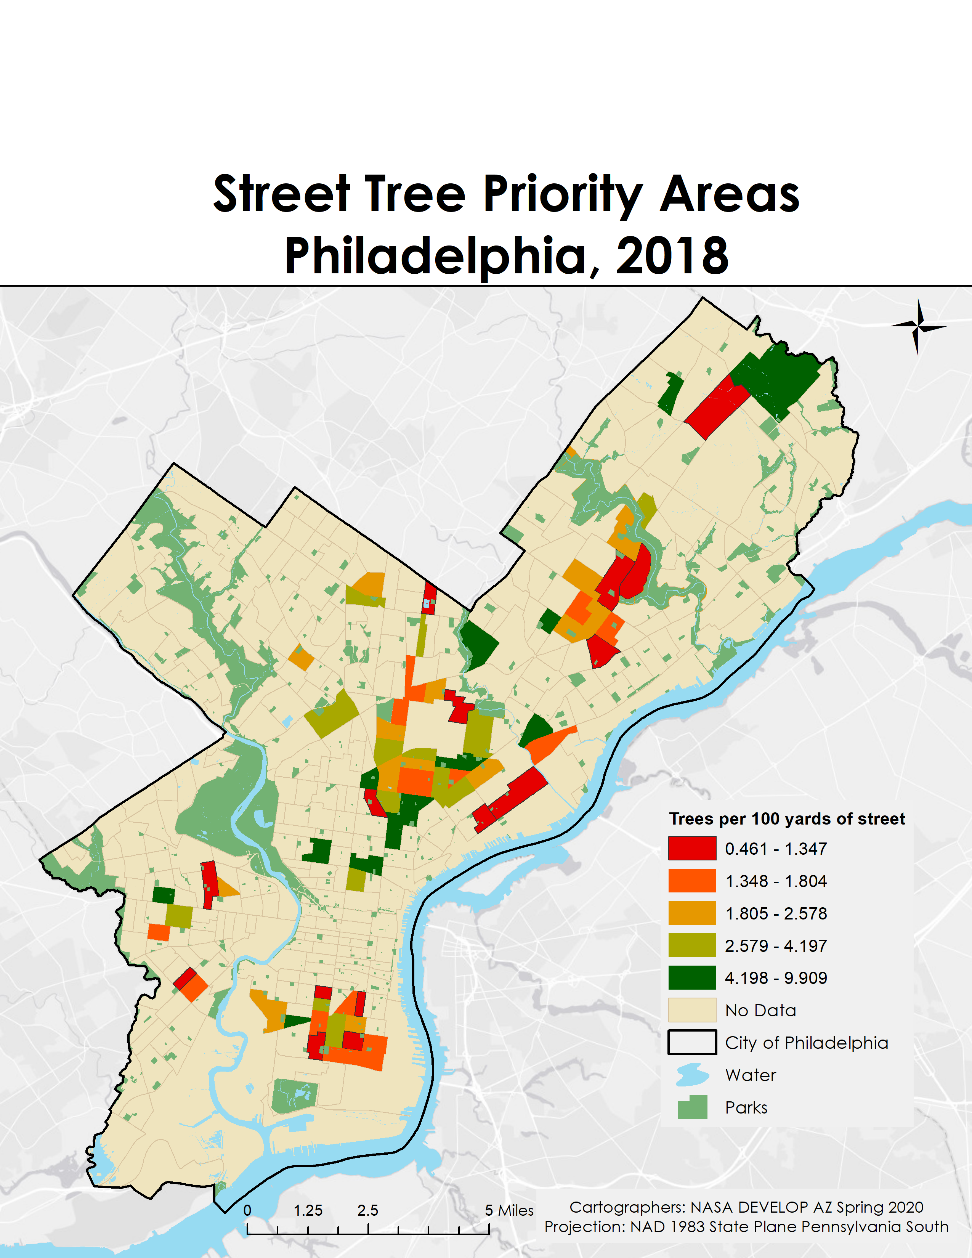 Street Tree Priority Areas
Philadelphia, 2018
Trees per 100 yards of street
0.461 - 1.347
1.348 - 1.804
1.805 - 2.578
2.579 - 4.197
4.198 - 9.909
No Data
City of Philadelphia
Water
Parks
0 1.25 2.5 5 Miles
Cartographers: NASA DEVELOP AZ Spring 2020
Projection: NAD 1983 State Plane Pennsylvania South